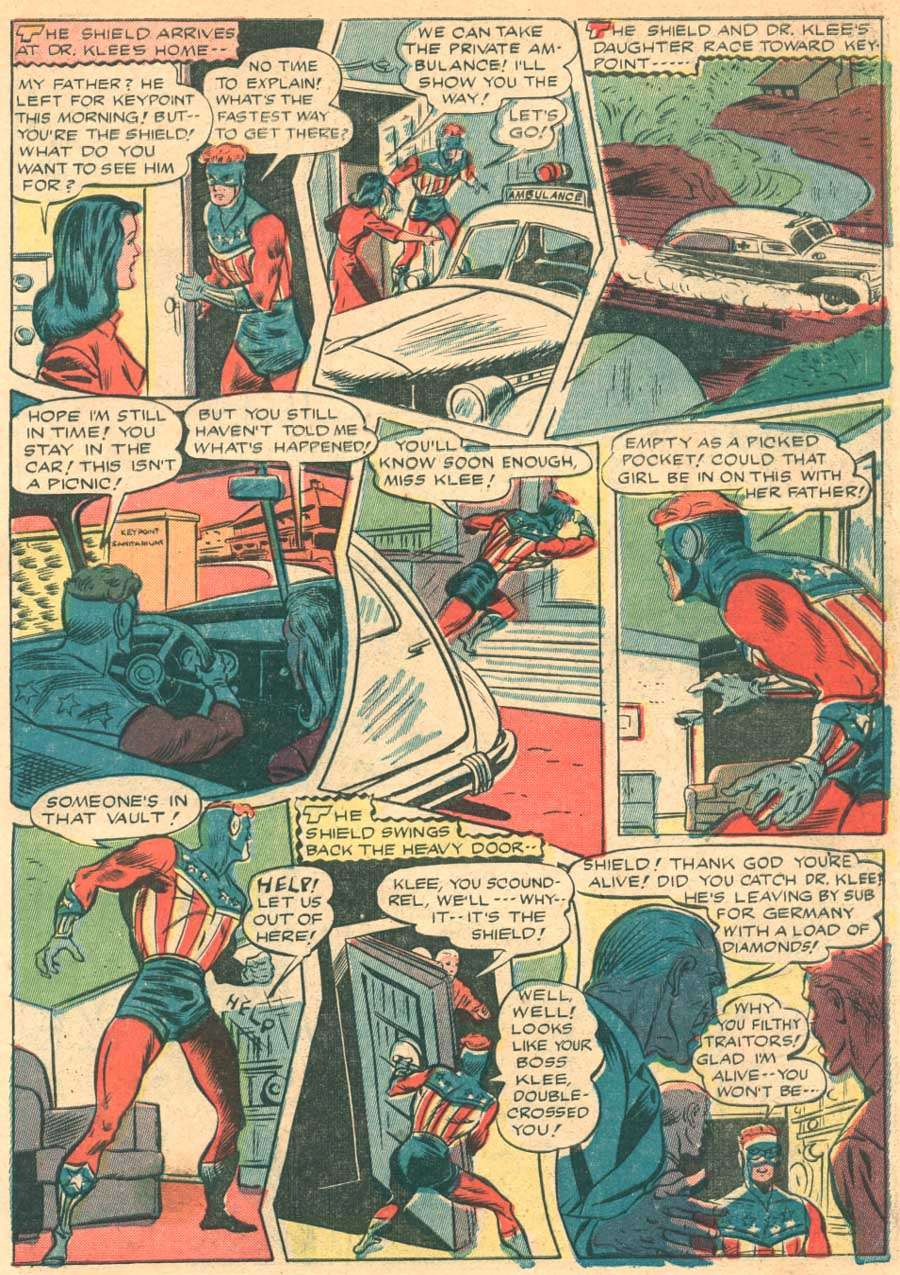 THE SHIELD ARRIVES
AT DR. KLEE'S HOME--
MY FATHER? HE
LEFT FOR KEYPOINT
THIS MORNING! BUT--
YOU'RE THE SHIELD!
WHAT DO YOU
WANT TO SEE HIM
FOR?
NO TIME
TO EXPLAIN!
WHAT'S THE
FASTEST WAY
TO GET THERE?
WE CAN TAKE
THE PRIVATE AM-
BULANCE! I'LL
SHOW YOU THE
WAY!
LET'S
GO!
AMBULANCE
THE SHIELD AND DR. KLEE'S
DAUGHTER RACE TOWARD KEY-
POINT-----
HOPE I'M STILL
IN TIME! YOU
STAY IN THE
CAR! THIS ISN'T
A PICNIC!
BUT YOU STILL
HAVEN'T TOLD ME
WHAT'S HAPPENED!
KEYPOINT
SANITARIUM
YOU'LL
KNOW SOON ENOUGH,
MISS KLEE!
EMPTY AS A PICKED
POCKET! COULD THAT
GIRL BE IN ON THIS WITH
HER FATHER!
SOMEONE'S IN
THAT VAULT!
HELP!
LET US
OUT OF
HERE!
HELP
THE
SHIELD SWINGS
BACK THE HEAVY DOOR--
KLEE, YOU SCOUND-
REL, WE'LL --- WHY--
IT-- IT'S THE
SHIELD!
WELL,
WELL!
LOOKS
LIKE YOUR
BOSS
KLEE,
DOUBLE-
CROSSED
YOU!
SHIELD! THANK GOD YOU'RE
ALIVE! DID YOU CATCH DR. KLEE!
HE'S LEAVING BY SUB
FOR GERMANY
WITH A LOAD OF
DIAMONDS!
WHY
YOU FILTHY
TRAITORS!
GLAD I'M
ALIVE--YOU
WON'T BE--